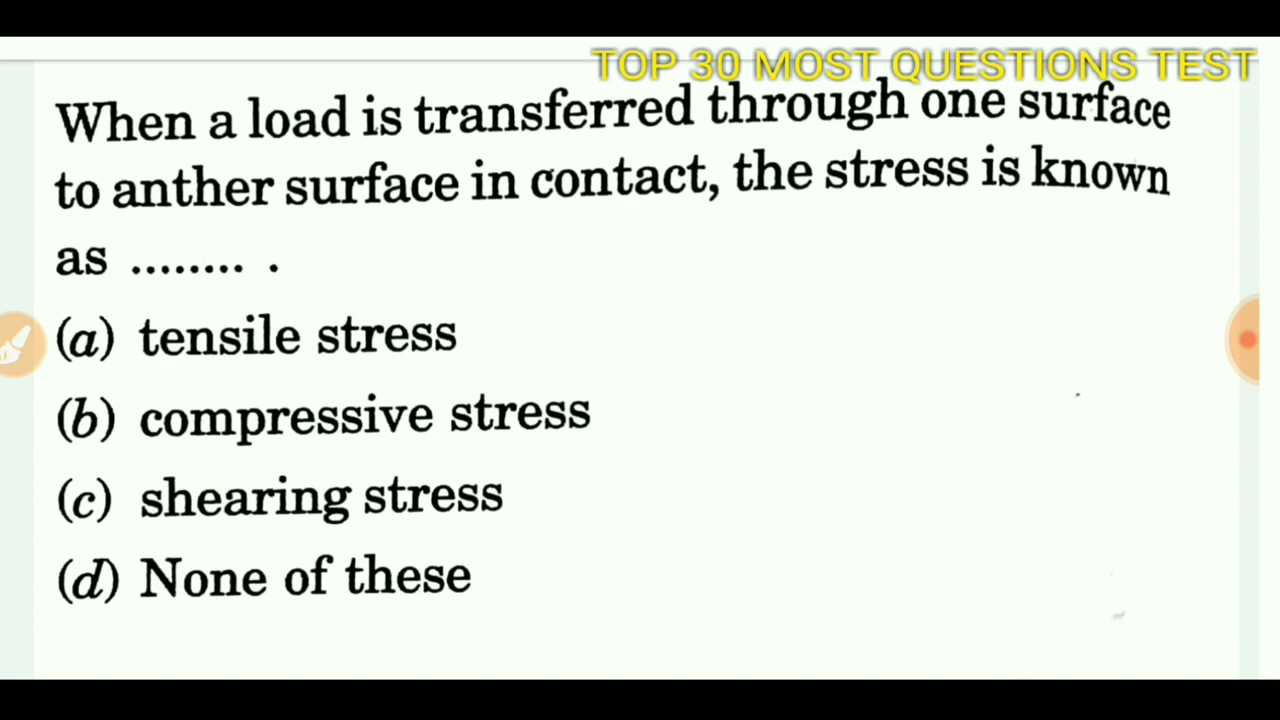 TOP 30 MOST QUESTIONS TEST
When a load is transferred through one surface
to anther surface in contact, the stress is known
as ........ .
(a) tensile stress
(b) compressive stress
(c) shearing stress
(d) None of these